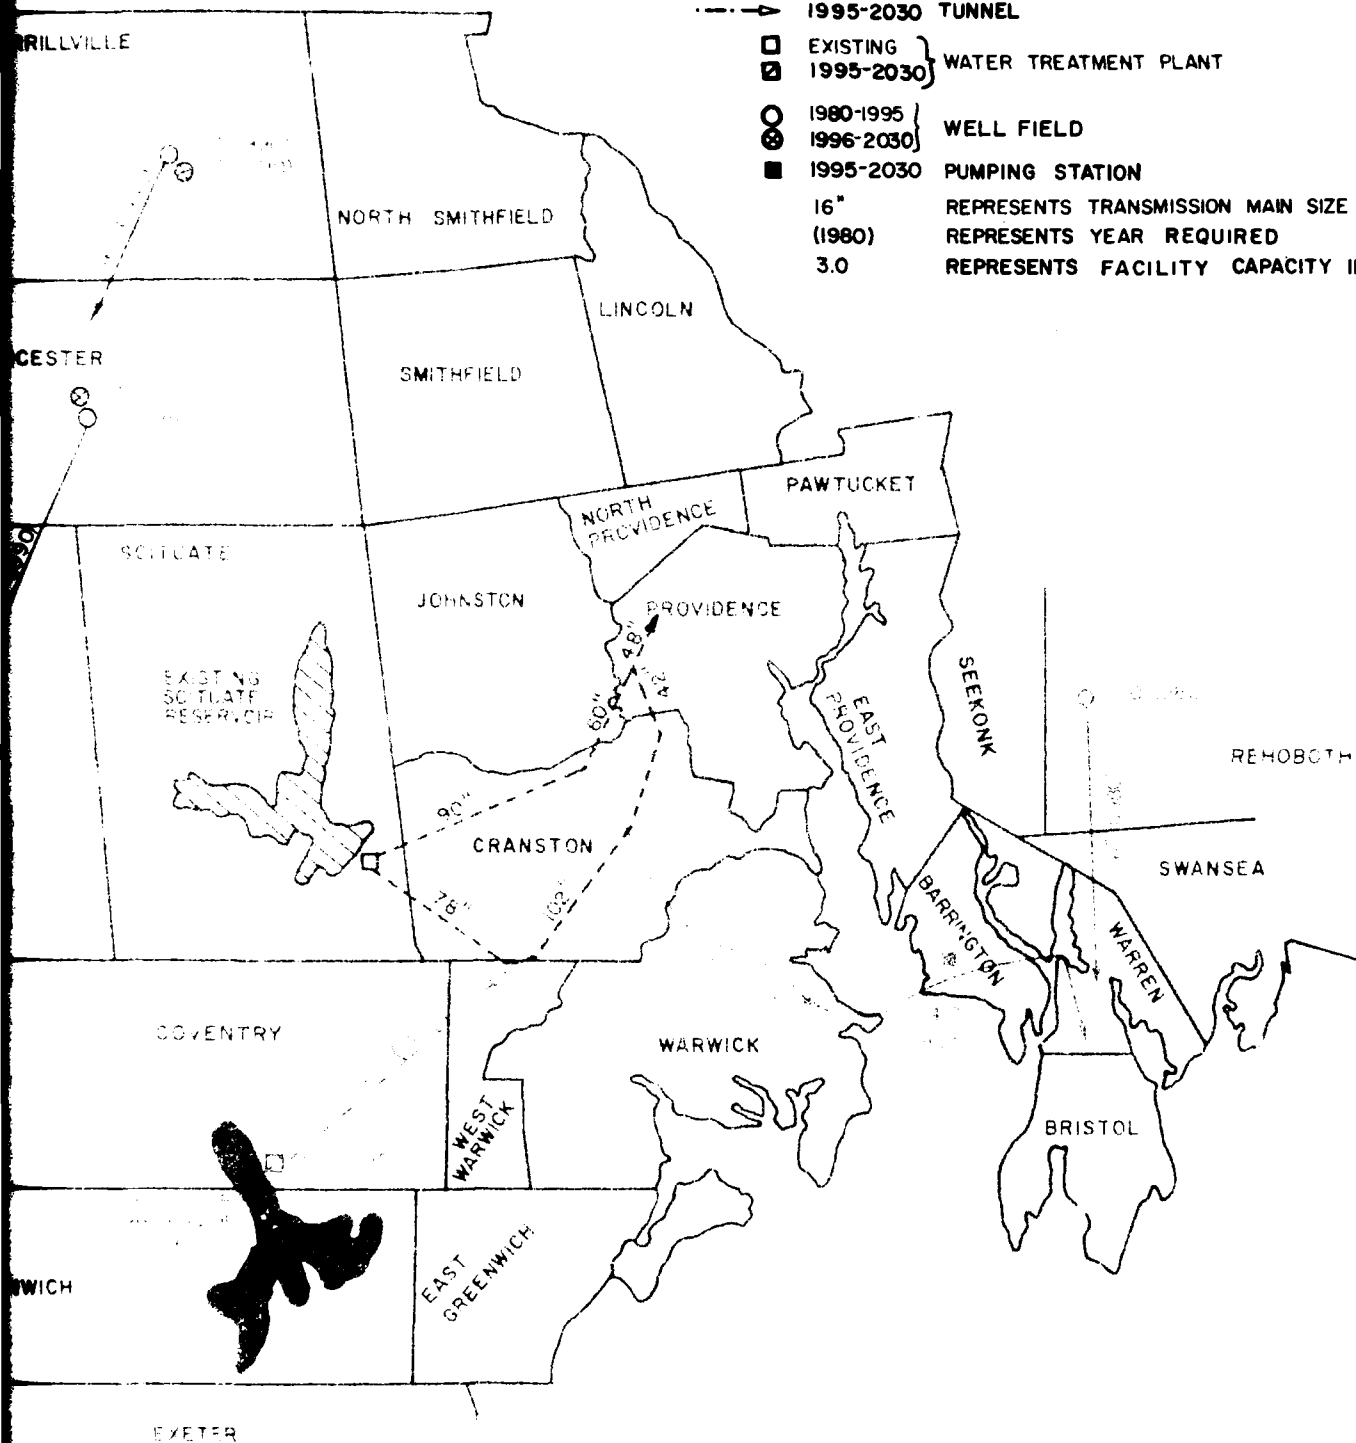 1995-2030 TUNNEL
EXISTING
1995-2030
WATER TREATMENT PLANT
1980-1995
1996-2030
WELL FIELD
1995-2030 PUMPING STATION
16" REPRESENTS TRANSMISSION MAIN SIZE
(1980) REPRESENTS YEAR REQUIRED
3.0 REPRESENTS FACILITY CAPACITY
RRILLVILLE
NORTH SMITHFIELD
LINCOLN
CESTER
SMITHFIELD
PAWTUCKET
NORTH
PROVIDENCE
SCITUATE
JOHNSTON
PROVIDENCE
48"
42"
60"
EXISTING
SCITUATE
RESERVOIR
EAST
PROVIDENCE
SEEKONK
REHOBOTH
90"
CRANSTON
SWANSEA
78"
102"
BARRINGTON
WARREN
COVENTRY
WARWICK
WEST
WARWICK
BRISTOL
EAST
GREENWICH
WICH
EXETER